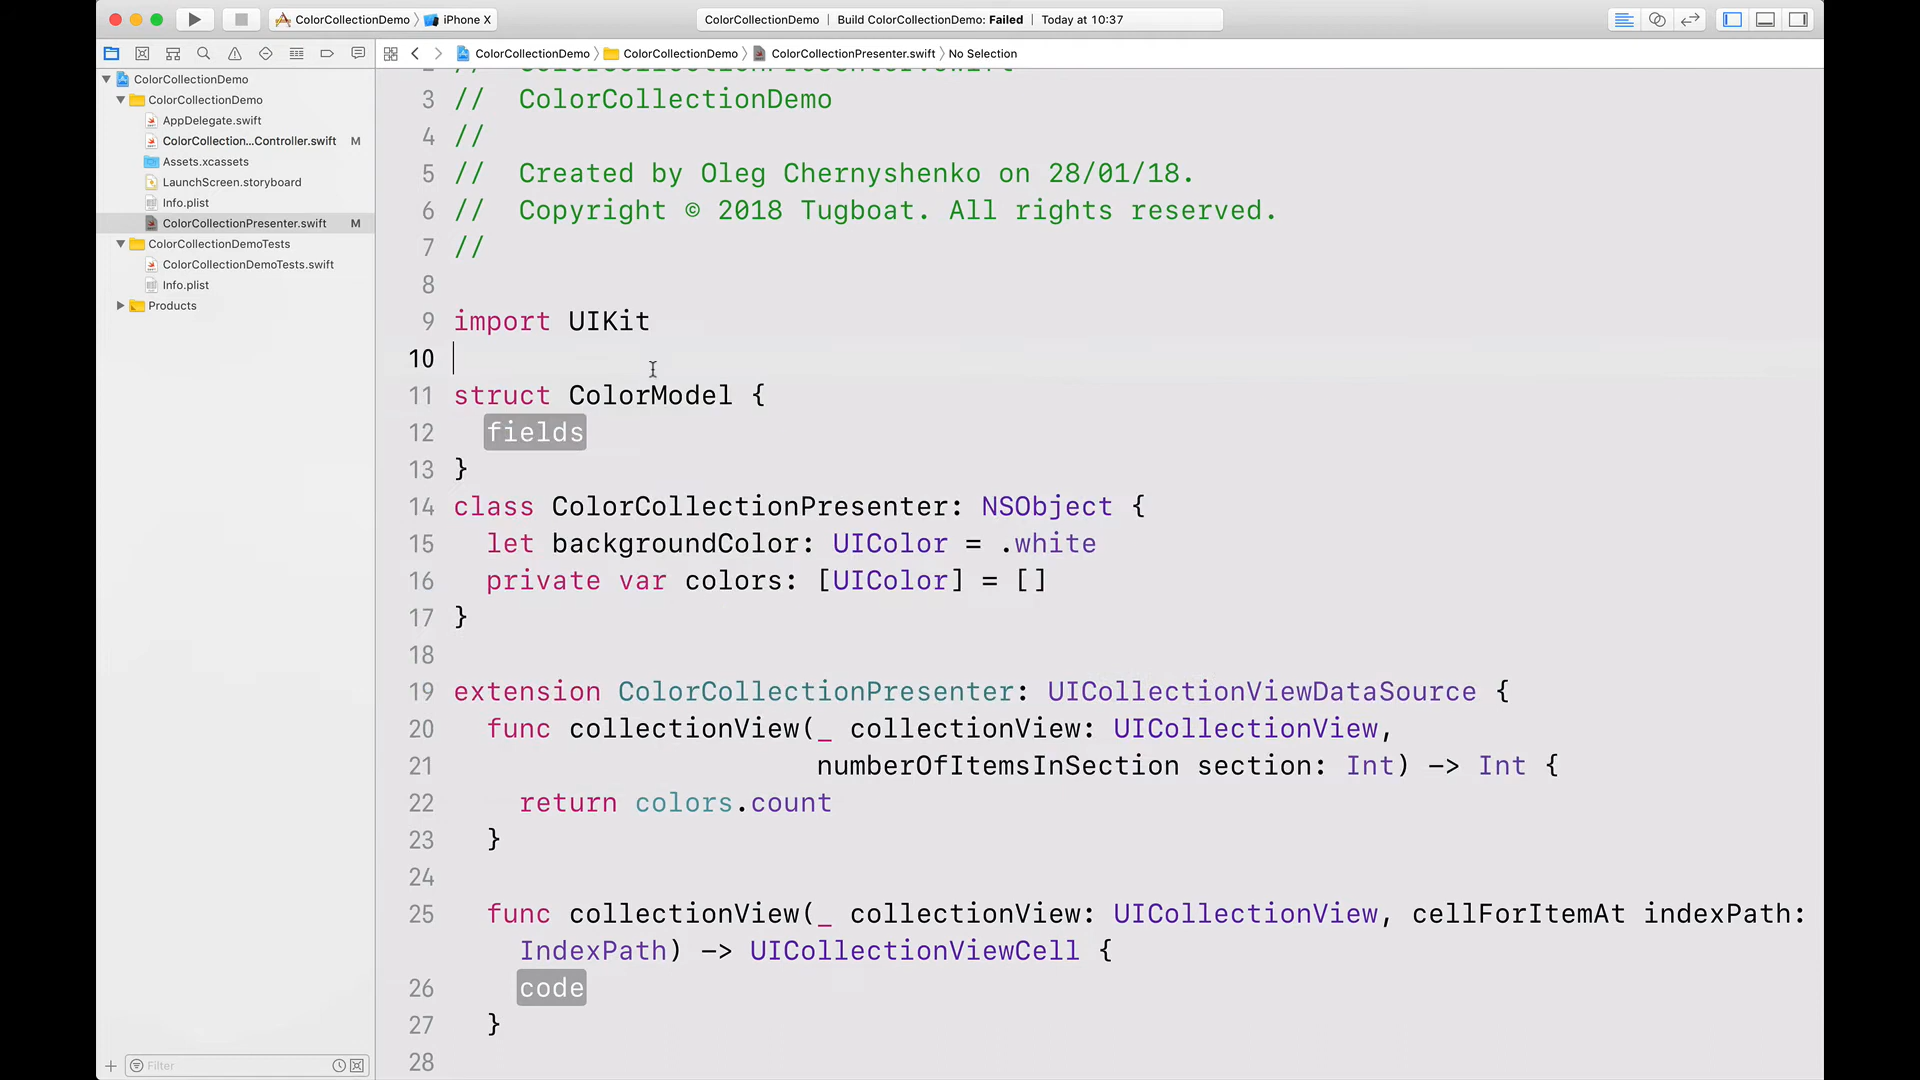 ColorCollectionDemo 〉 iPhone X
ColorCollectionDemo | Build ColorCollectionDemo: Failed | Today at 10:37
ColorCollectionDemo 〉 ColorCollectionDemo 〉 ColorCollectionPresenter.swift 〉 No Selection
ColorCollectionDemo
ColorCollectionDemo
AppDelegate.swift
ColorCollection...Controller.swift M
Assets.xcassets
LaunchScreen.storyboard
Info.plist
ColorCollectionPresenter.swift M
ColorCollectionDemoTests
ColorCollectionDemoTests.swift
Info.plist
Products
Filter
2 // ColorCollectionPresenter.swift
3 // ColorCollectionDemo
4 //
5 // Created by Oleg Chernyshenko on 28/01/18.
6 // Copyright © 2018 Tugboat. All rights reserved.
7 //
8
9 import UIKit
10
11 struct ColorModel {
12 fields
13 }
14 class ColorCollectionPresenter: NSObject {
15 let backgroundColor: UIColor = .white
16 private var colors: [UIColor] = []
17 }
18
19 extension ColorCollectionPresenter: UICollectionViewDataSource {
20 func collectionView(_ collectionView: UICollectionView,
21 numberOfItemsInSection section: Int) -> Int {
22 return colors.count
23 }
24
25 func collectionView(_ collectionView: UICollectionView, cellForItemAt indexPath:
IndexPath) -> UICollectionViewCell {
26 code
27 }
28